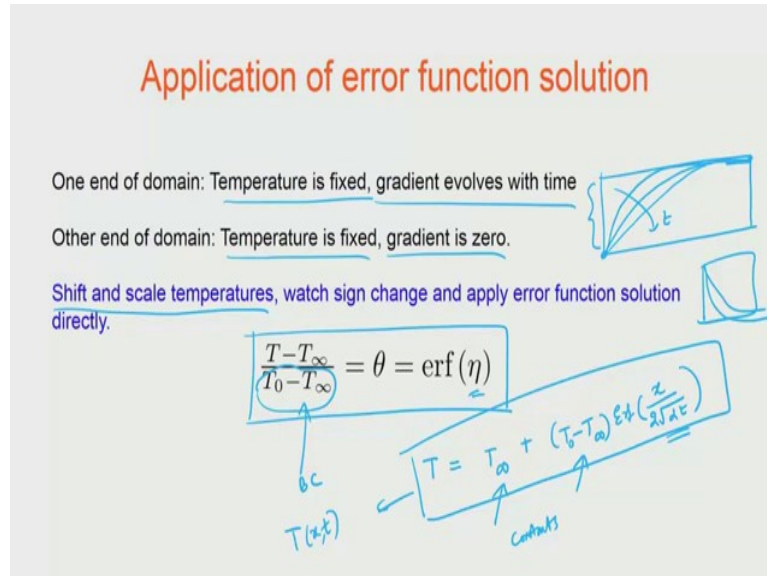 Application of error function solution
One end of domain: Temperature is fixed, gradient evolves with time
t
Other end of domain: Temperature is fixed, gradient is zero.
Shift and scale temperatures, watch sign change and apply error function solution
directly.
T−T∞ / T₀−T∞ = θ = erf (η)
T = T∞ + (T₀−T∞) Erf (x / 2√αt)
BC
T(x,t)